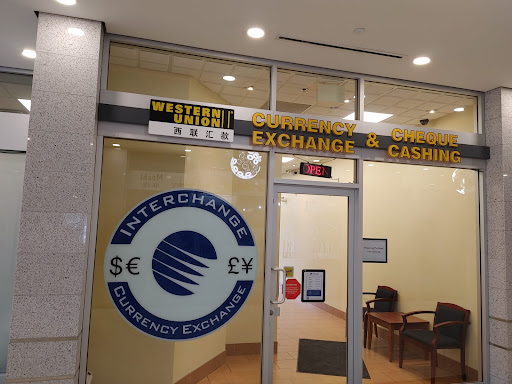 WESTERN
UNION
西联汇款
CURRENCY
EXCHANGE
&
CHEQUE
CASHING
OPEN
INTERCHANGE
$€
£¥
CURRENCY EXCHANGE